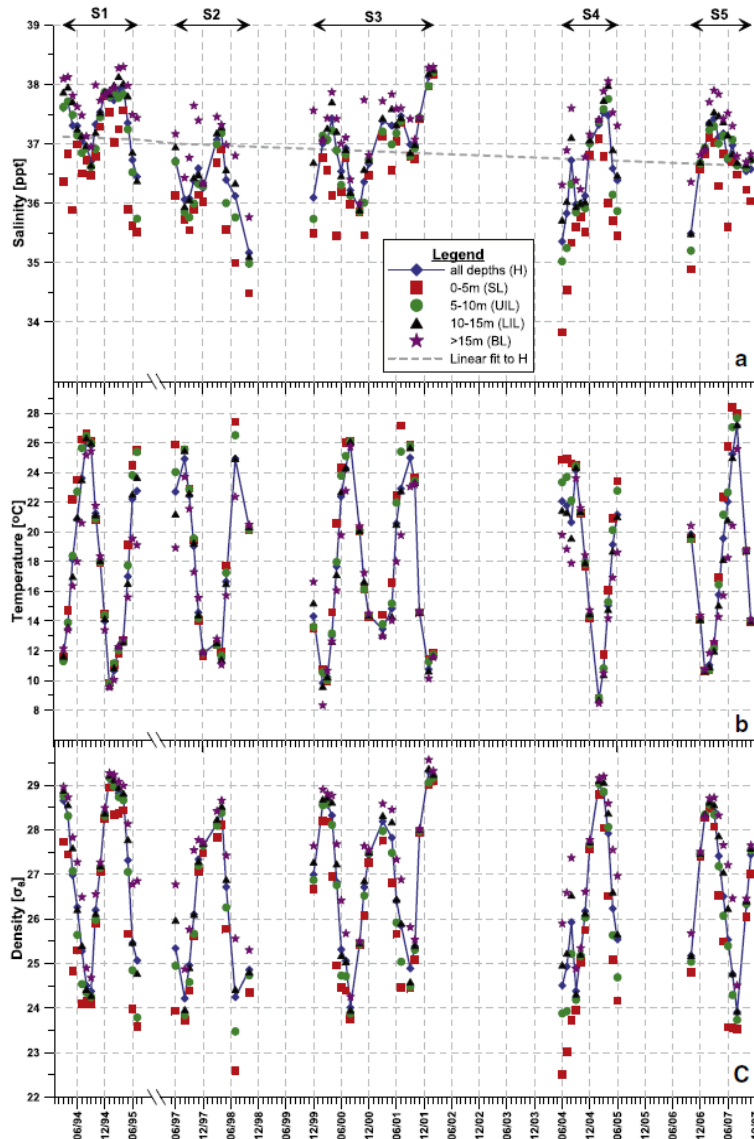 S1 S2 S3 S4 S5
39
38
37
36
35
34
Salinity [ppt]
Legend
all depths (H)
0-5m (SL)
5-10m (UIL)
10-15m (LIL)
>15m (BL)
Linear fit to H
a
28
26
24
22
20
18
16
14
12
10
8
Temperature [ºC]
b
29
28
27
26
25
24
23
22
Density [σθ]
C
06/94 12/94 06/95 06/97 12/97 06/98 12/98 06/99 12/99 06/00 12/00 06/01 12/01 06/02 12/02 06/03 12/03 06/04 12/04 06/05 12/05 06/06 12/06 06/07